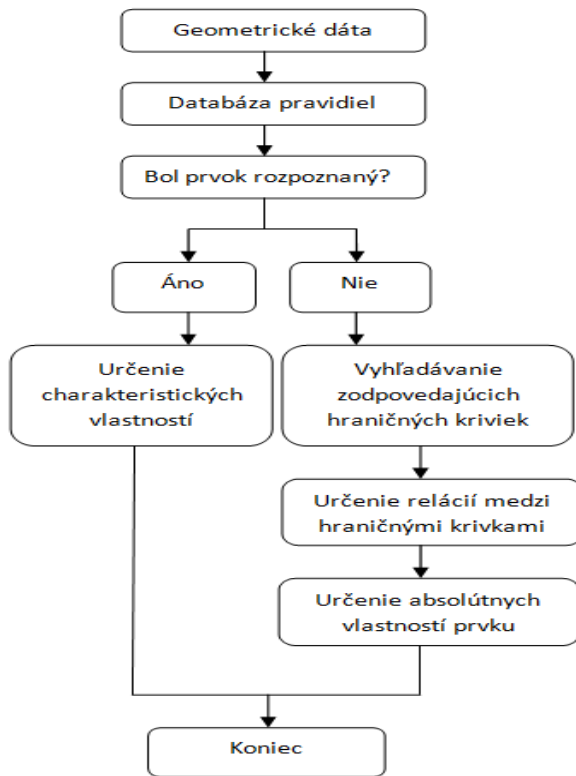 Geometrické dáta
Databáza pravidiel
Bol prvok rozpoznaný?
Áno
Nie
Určenie
charakteristických
vlastností
Vyhľadávanie
zodpovedajúcich
hraničných kriviek
Určenie relácií medzi
hraničnými krivkami
Určenie absolútnych
vlastností prvku
Koniec